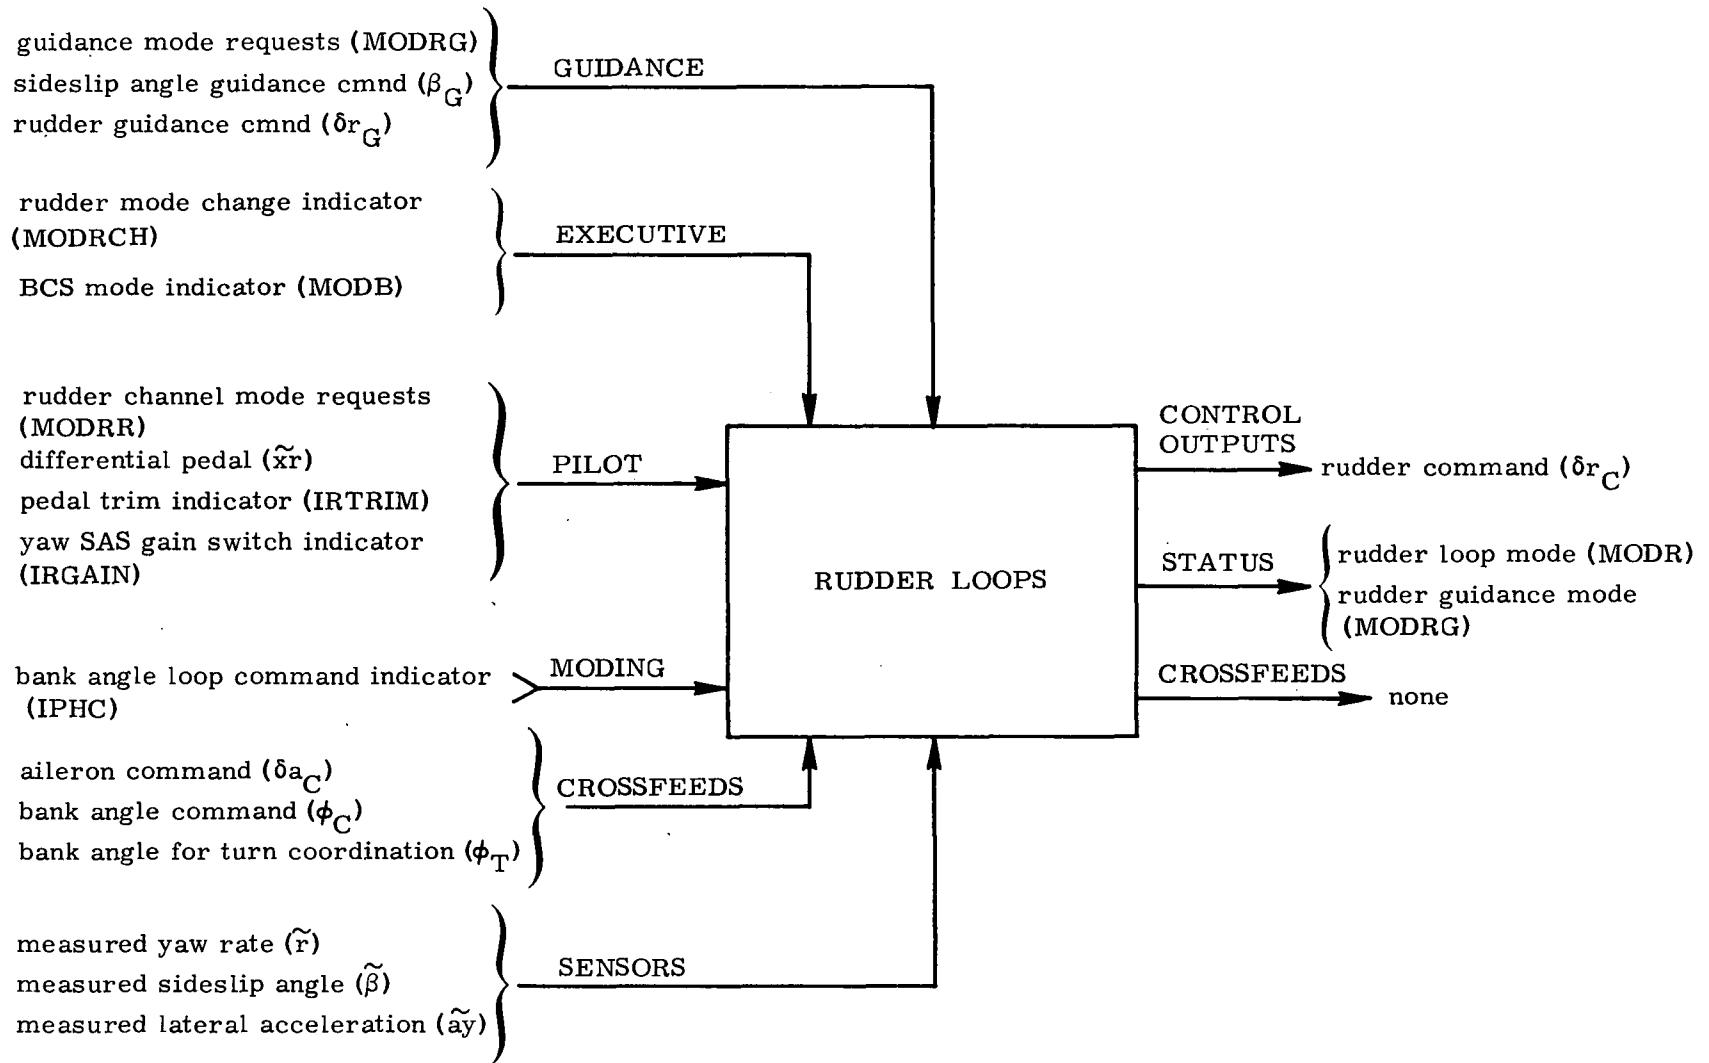 guidance mode requests (MODRG)
sideslip angle guidance cmnd (β_G)
rudder guidance cmnd (δr_G)
GUIDANCE
rudder mode change indicator
(MODRCH)
BCS mode indicator (MODB)
EXECUTIVE
rudder channel mode requests
(MODRR)
differential pedal (x̃r)
pedal trim indicator (IRTRIM)
yaw SAS gain switch indicator
(IRGAIN)
PILOT
bank angle loop command indicator
(IPHC)
MODING
aileron command (δa_C)
bank angle command (ϕ_C)
bank angle for turn coordination (ϕ_T)
CROSSFEEDS
measured yaw rate (r̃)
measured sideslip angle (β̃)
measured lateral acceleration (ãy)
SENSORS
RUDDER LOOPS
CONTROL
OUTPUTS
rudder command (δr_C)
STATUS
rudder loop mode (MODR)
rudder guidance mode
(MODRG)
CROSSFEEDS
none